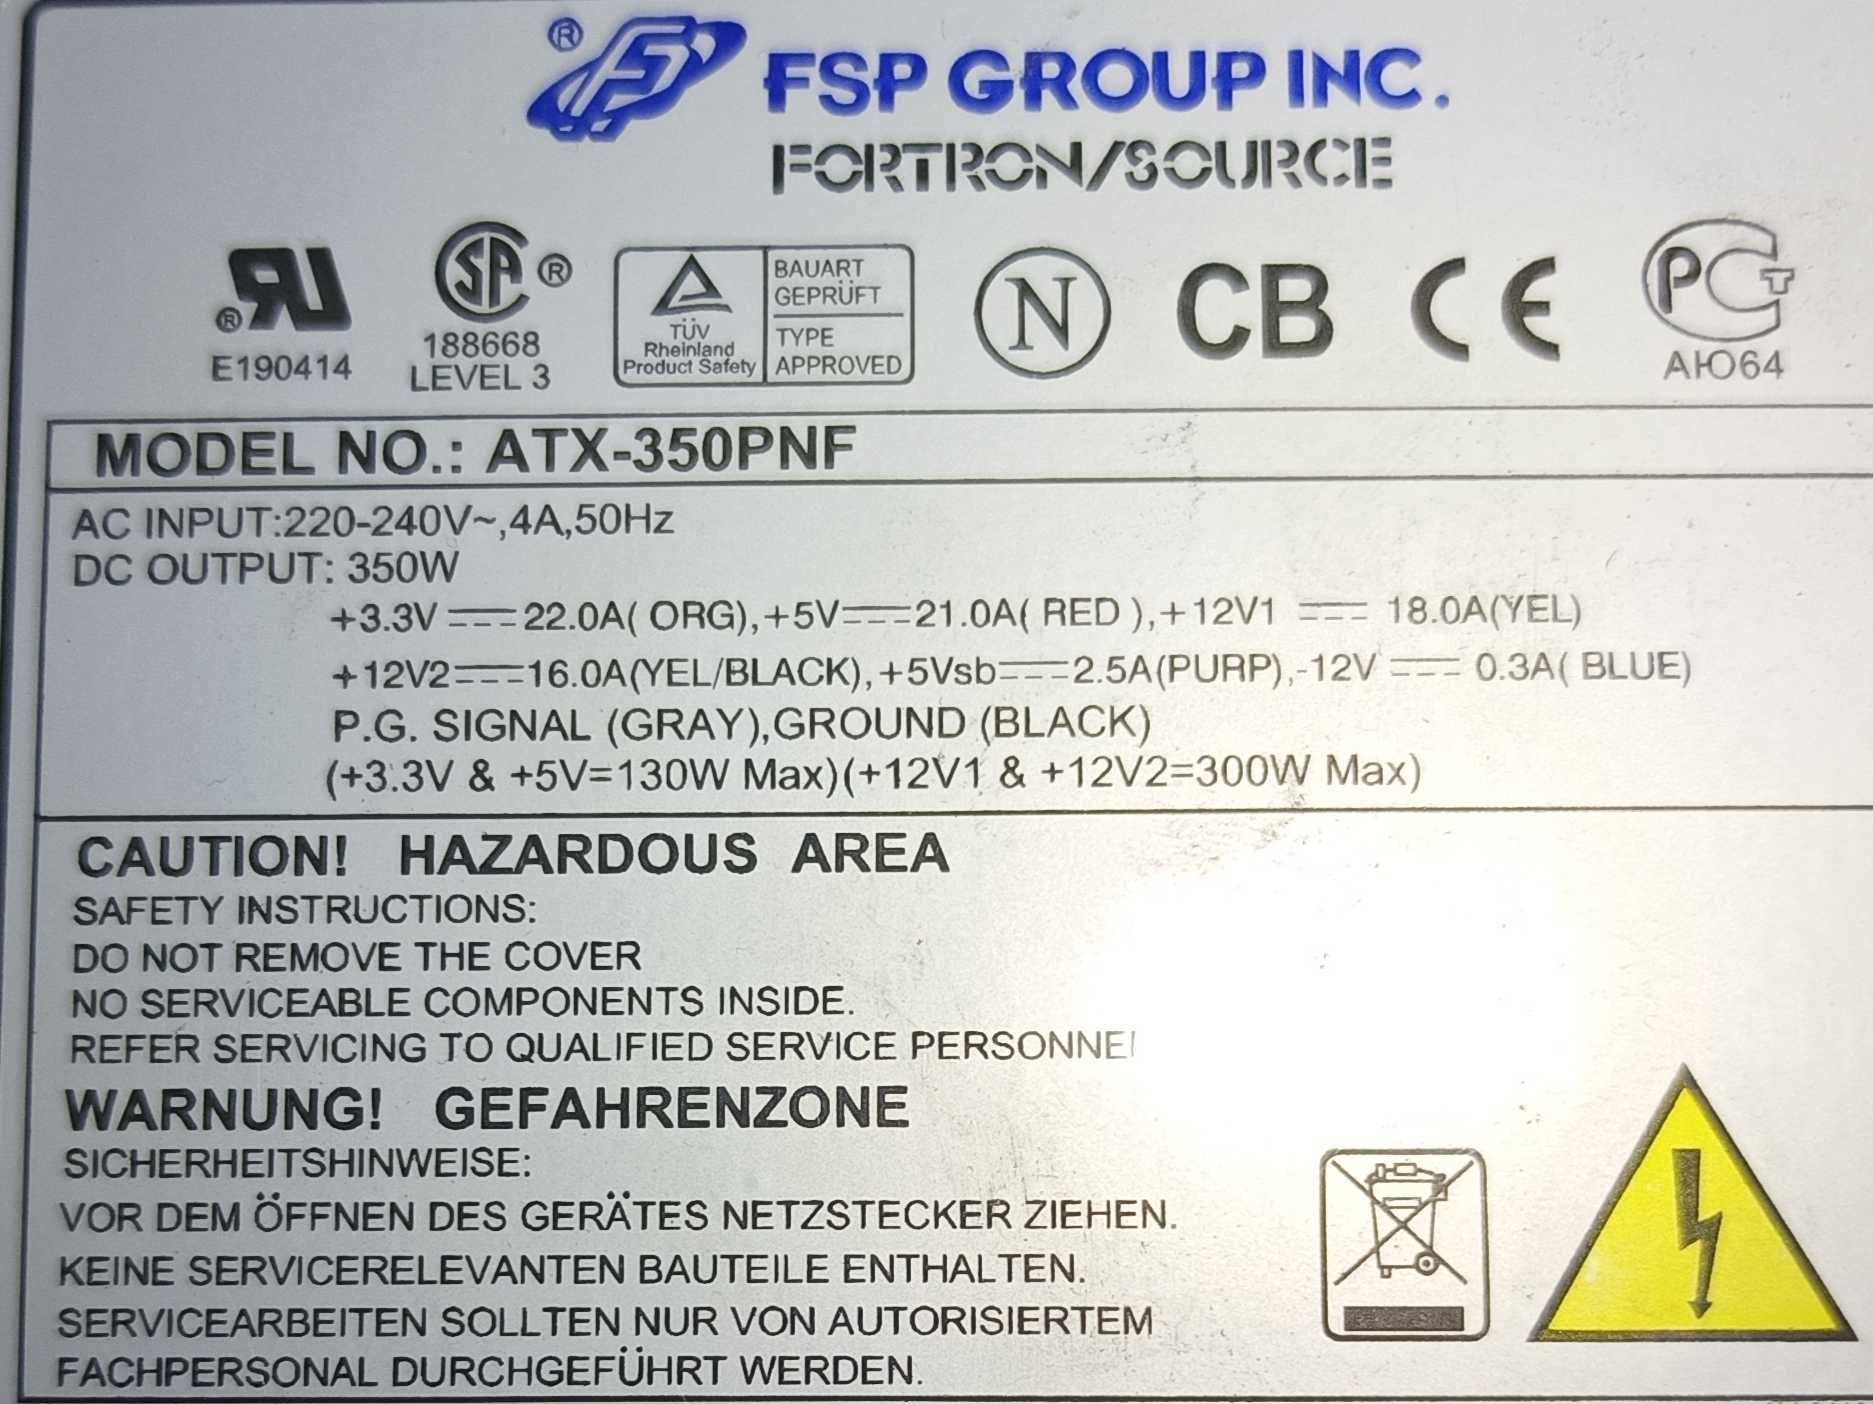 ® FSP GROUP INC.
FORTRON/SOURCE
® E190414
SA ®
188668
LEVEL 3
TÜV
Rheinland
Product Safety
BAUART
GEPRÜFT
TYPE
APPROVED
N
CB
CE
РСТ
АЮ64
MODEL NO.: ATX-350PNF
AC INPUT:220-240V~,4A,50Hz
DC OUTPUT: 350W
+3.3V⎓22.0A( ORG),+5V⎓21.0A( RED ),+12V1 ⎓ 18.0A(YEL)
+12V2⎓16.0A(YEL/BLACK),+5Vsb⎓2.5A(PURP),-12V ⎓ 0.3A( BLUE)
P.G. SIGNAL (GRAY),GROUND (BLACK)
(+3.3V & +5V=130W Max)(+12V1 & +12V2=300W Max)
CAUTION! HAZARDOUS AREA
SAFETY INSTRUCTIONS:
DO NOT REMOVE THE COVER
NO SERVICEABLE COMPONENTS INSIDE.
REFER SERVICING TO QUALIFIED SERVICE PERSONNEL
WARNUNG! GEFAHRENZONE
SICHERHEITSHINWEISE:
VOR DEM ÖFFNEN DES GERÄTES NETZSTECKER ZIEHEN.
KEINE SERVICERELEVANTEN BAUTEILE ENTHALTEN.
SERVICEARBEITEN SOLLTEN NUR VON AUTORISIERTEM
FACHPERSONAL DURCHGEFÜHRT WERDEN.